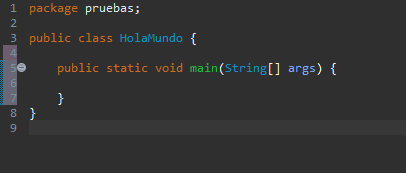 1 package pruebas;
2
3 public class HolaMundo {
4
5 public static void main(String[] args) {
6
7 }
8 }
9